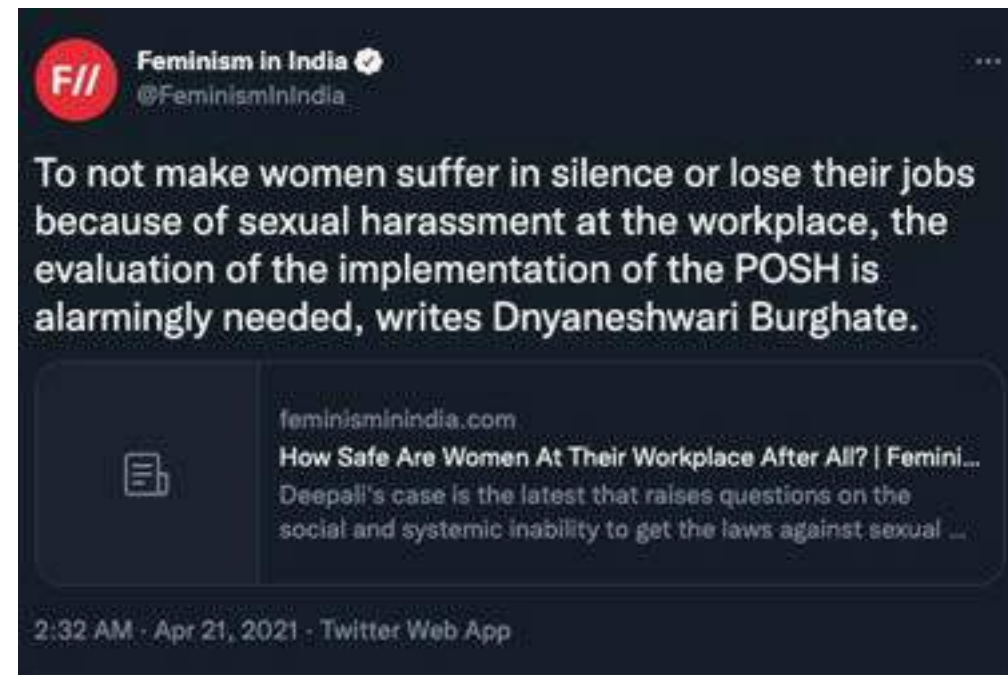 F//
Feminism in India
@FeminismInIndia
To not make women suffer in silence or lose their jobs
because of sexual harassment at the workplace, the
evaluation of the implementation of the POSH is
alarmingly needed, writes Dnyaneshwari Burghate.
feminisminindia.com
How Safe Are Women At Their Workplace After All? | Femini...
Deepali's case is the latest that raises questions on the
social and systemic inability to get the laws against sexual ...
2:32 AM · Apr 21, 2021 · Twitter Web App